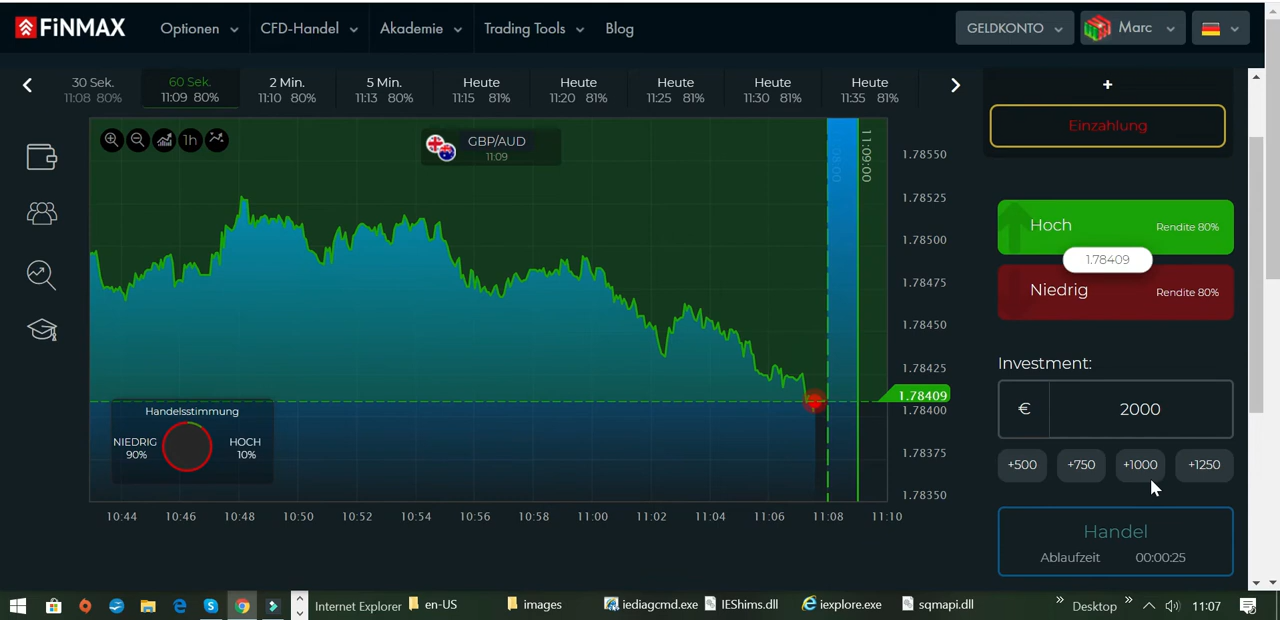 FiNMAX
Optionen
CFD-Handel
Akademie
Trading Tools
Blog
GELDKONTO
Marc
30 Sek.
11:08 80%
60 Sek.
11:09 80%
2 Min.
11:10 80%
5 Min.
11:13 80%
Heute
11:15 81%
Heute
11:20 81%
Heute
11:25 81%
Heute
11:30 81%
Heute
11:35 81%
1h
GBP/AUD
11:09
11:09:00
1.78550
1.78525
1.78500
1.78475
1.78450
1.78425
1.78409
1.78400
1.78375
1.78350
Handelsstimmung
NIEDRIG
90%
HOCH
10%
10:44
10:46
10:48
10:50
10:52
10:54
10:56
10:58
11:00
11:02
11:04
11:06
11:08
11:10
+
Einzahlung
Hoch
Rendite 80%
1.78409
Niedrig
Rendite 80%
Investment:
€
2000
+500
+750
+1000
+1250
Handel
Ablaufzeit 00:00:25
Internet Explorer
en-US
images
iediagcmd.exe
IEShims.dll
iexplore.exe
sqmapi.dll
Desktop
11:07